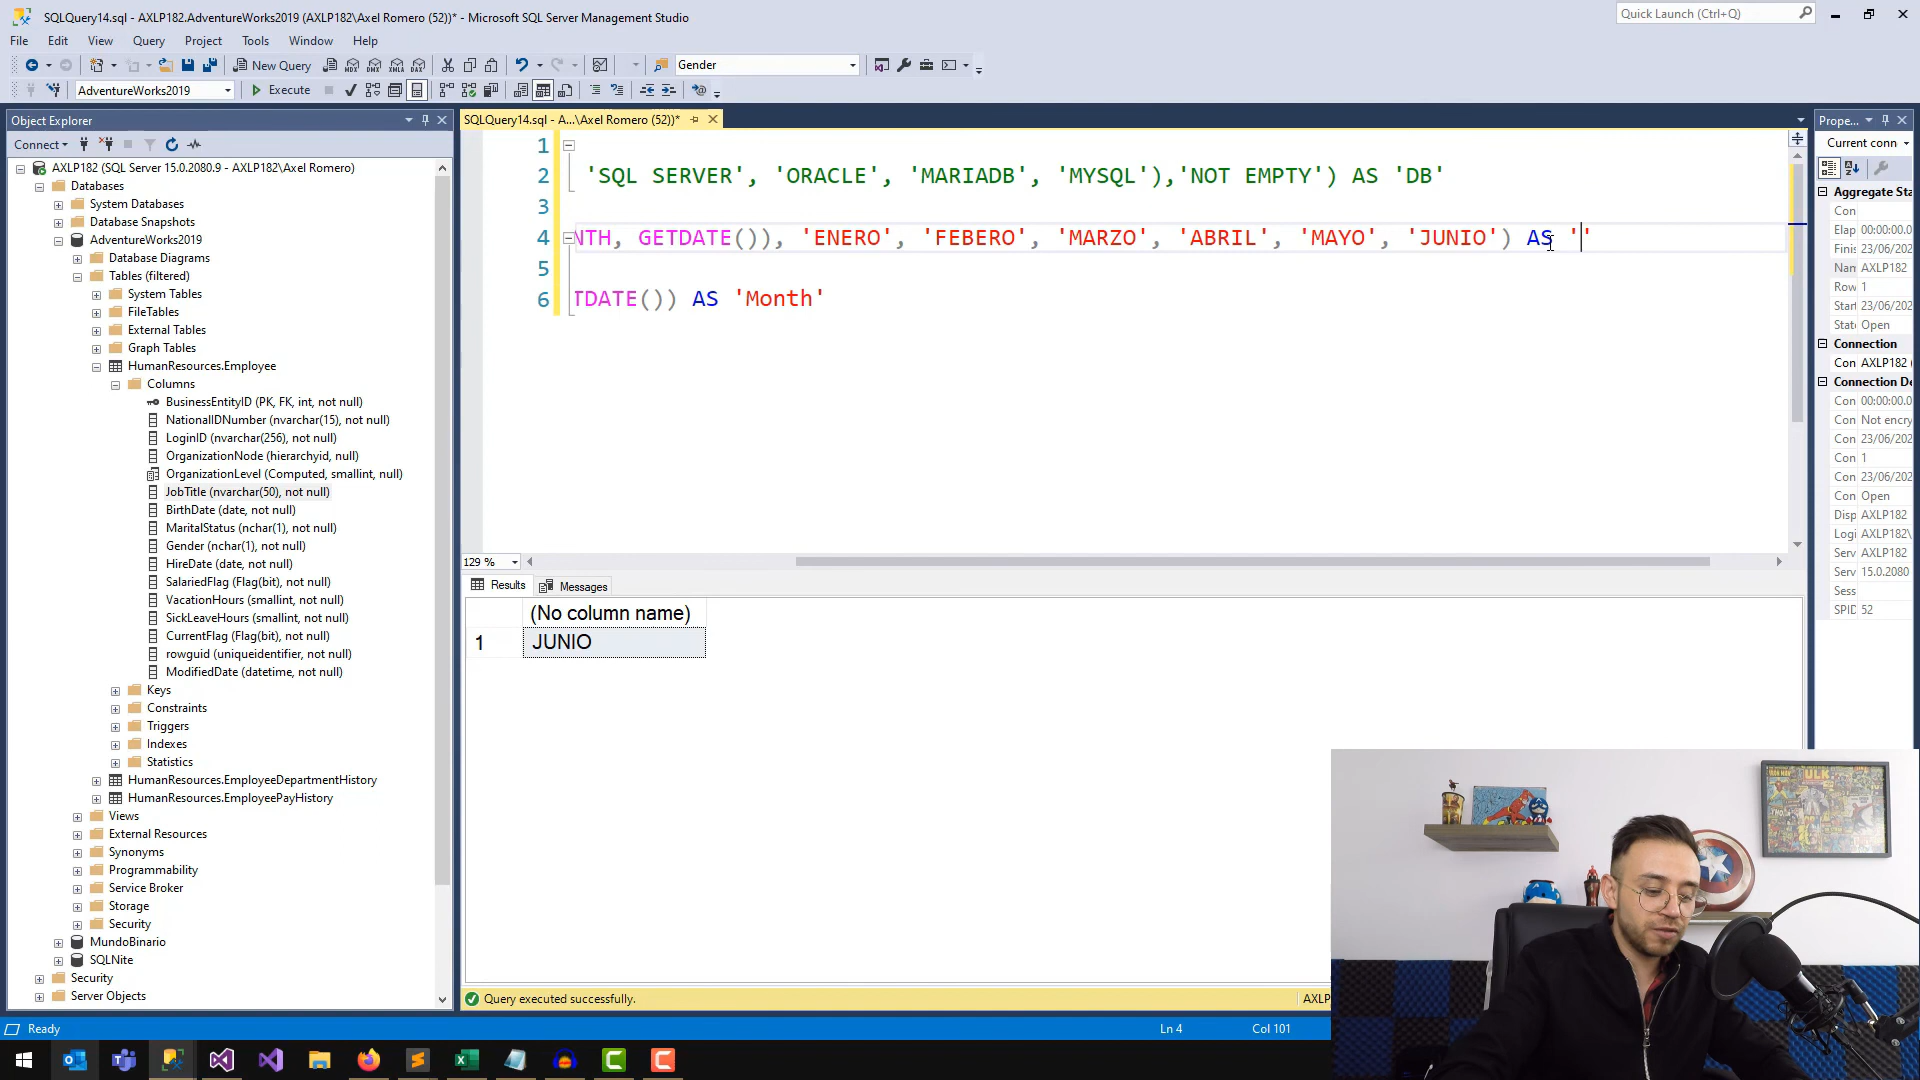 SQLQuery14.sql - AXLP182.AdventureWorks2019 (AXLP182\Axel Romero (52))* - Microsoft SQL Server Management Studio
Quick Launch (Ctrl+Q)
File Edit View Query Project Tools Window Help
New Query
MDX DMX XMLA DAX
Gender
AdventureWorks2019
Execute
Object Explorer
Connect
AXLP182 (SQL Server 15.0.2080.9 - AXLP182\Axel Romero)
Databases
System Databases
Database Snapshots
AdventureWorks2019
Database Diagrams
Tables (filtered)
System Tables
FileTables
External Tables
Graph Tables
HumanResources.Employee
Columns
BusinessEntityID (PK, FK, int, not null)
NationalIDNumber (nvarchar(15), not null)
LoginID (nvarchar(256), not null)
OrganizationNode (hierarchyid, null)
OrganizationLevel (Computed, smallint, null)
JobTitle (nvarchar(50), not null)
BirthDate (date, not null)
MaritalStatus (nchar(1), not null)
Gender (nchar(1), not null)
HireDate (date, not null)
SalariedFlag (Flag(bit), not null)
VacationHours (smallint, not null)
SickLeaveHours (smallint, not null)
CurrentFlag (Flag(bit), not null)
rowguid (uniqueidentifier, not null)
ModifiedDate (datetime, not null)
Keys
Constraints
Triggers
Indexes
Statistics
HumanResources.EmployeeDepartmentHistory
HumanResources.EmployeePayHistory
Views
External Resources
Synonyms
Programmability
Service Broker
Storage
Security
MundoBinario
SQLNite
Security
Server Objects
SQLQuery14.sql - A...\Axel Romero (52))*
1
2 'SQL SERVER', 'ORACLE', 'MARIADB', 'MYSQL'),'NOT EMPTY') AS 'DB'
3
4 NTH, GETDATE()), 'ENERO', 'FEBERO', 'MARZO', 'ABRIL', 'MAYO', 'JUNIO') AS ''
5
6 TDATE()) AS 'Month'
129 %
Results Messages
(No column name)
1 JUNIO
Query executed successfully.
AXLP
Prope...
Current conn
Aggregate Sta
Con
Elap 00:00:00.0
Finis 23/06/202
Nan AXLP182
Row 1
Start 23/06/202
State Open
Connection
Con AXLP182 (
Connection De
Con 00:00:00.0
Con Not encry
Con 23/06/202
Con 1
Con 23/06/202
Con Open
Disp AXLP182
Logi AXLP182\
Serv AXLP182
Serv 15.0.2080
Sess
SPID 52
Ready
Ln 4
Col 101